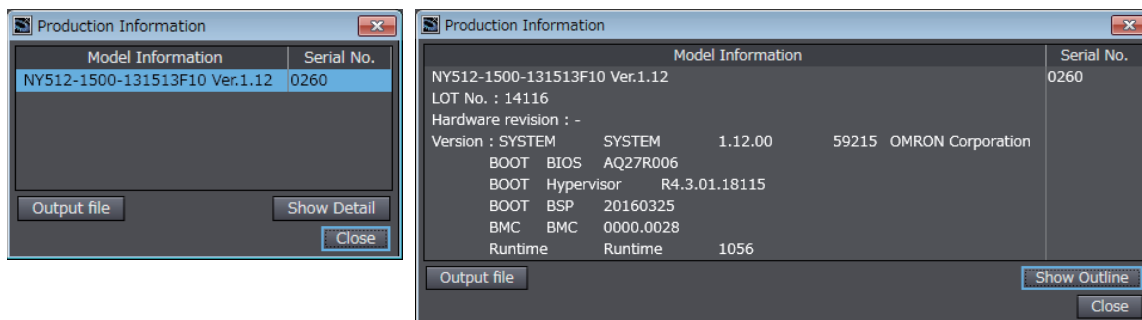 Production Information
Model Information Serial No.
NY512-1500-131513F10 Ver.1.12 0260
Output file Show Detail
Close
Production Information
Model Information Serial No.
NY512-1500-131513F10 Ver.1.12 0260
LOT No. : 14116
Hardware revision : -
Version : SYSTEM SYSTEM 1.12.00 59215 OMRON Corporation
BOOT BIOS AQ27R006
BOOT Hypervisor R4.3.01.18115
BOOT BSP 20160325
BMC BMC 0000.0028
Runtime Runtime 1056
Output file Show Outline
Close